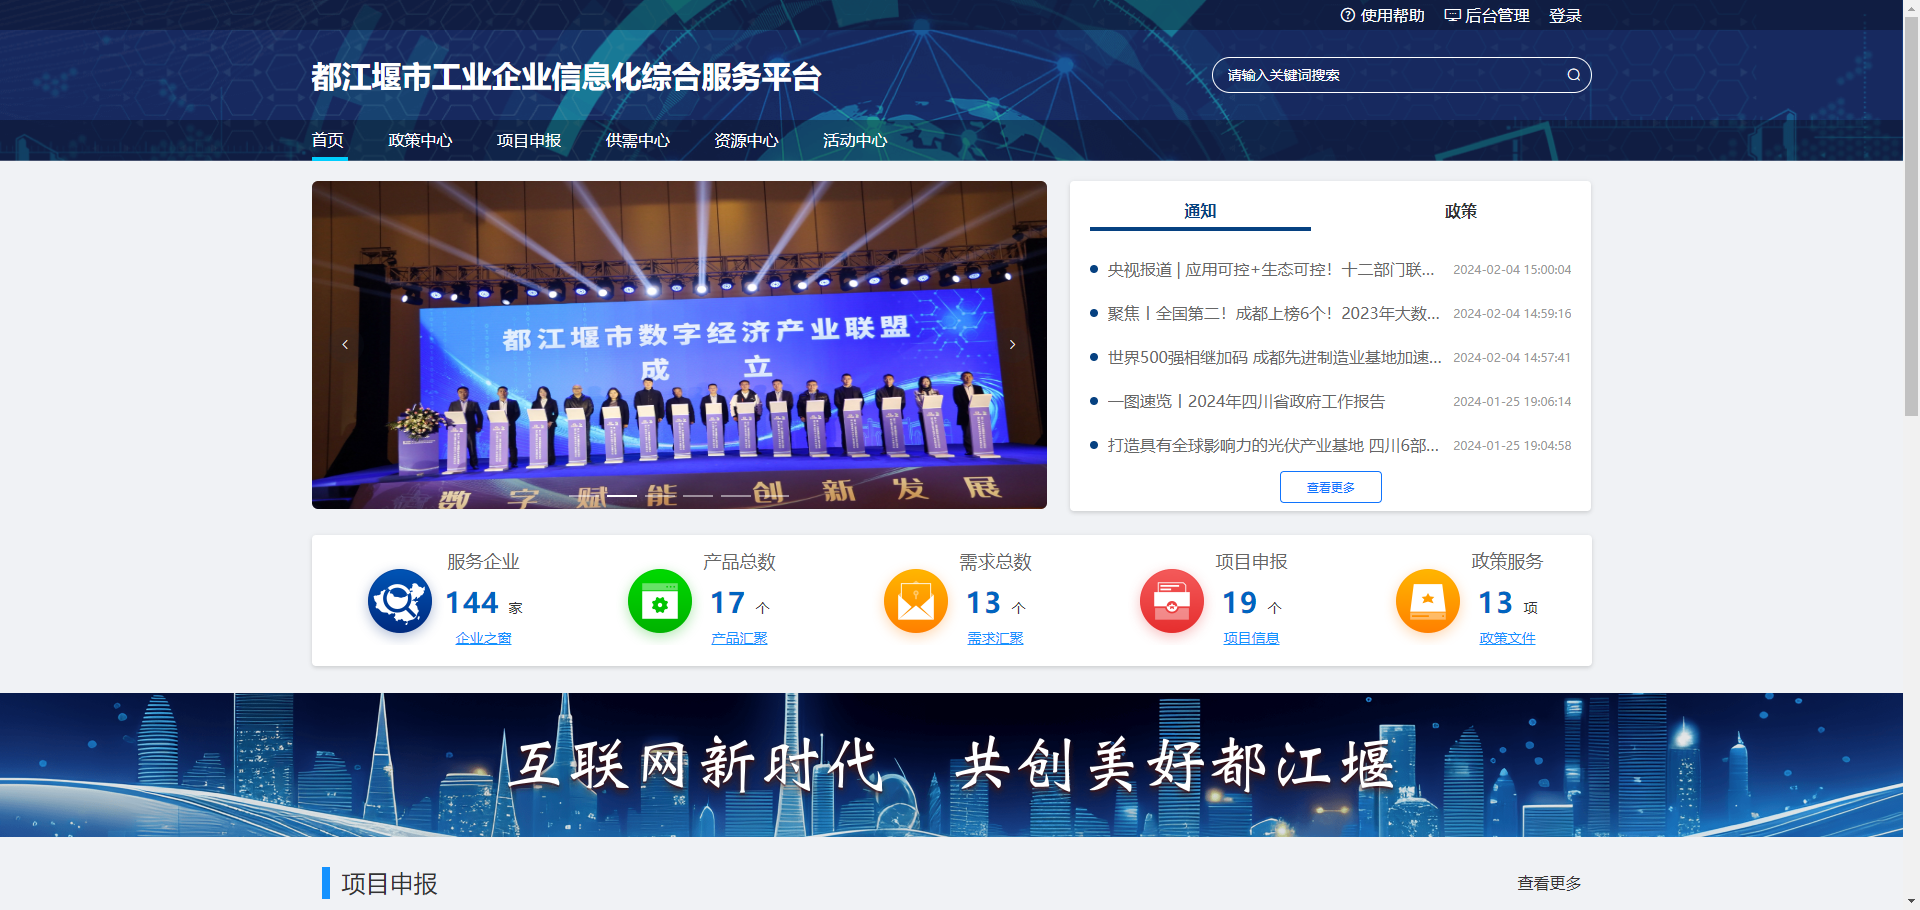 使用帮助 后台管理 登录
都江堰市工业企业信息化综合服务平台
请输入关键词搜索
首页 政策中心 项目申报 供需中心 资源中心 活动中心
都江堰市数字经济产业联盟
成 立
数字赋能 创新发展
通知 政策
央视报道 | 应用可控+生态可控！十二部门联... 2024-02-04 15:00:04
聚焦丨全国第二！成都上榜6个！2023年大数... 2024-02-04 14:59:16
世界500强相继加码 成都先进制造业基地加速... 2024-02-04 14:57:41
一图速览丨2024年四川省政府工作报告 2024-01-25 19:06:14
打造具有全球影响力的光伏产业基地 四川6部... 2024-01-25 19:04:58
查看更多
服务企业 产品总数 需求总数 项目申报 政策服务
144 家 17 个 13 个 19 个 13 项
企业之窗 产品汇聚 需求汇聚 项目信息 政策文件
互联网新时代 共创美好都江堰
项目申报 查看更多